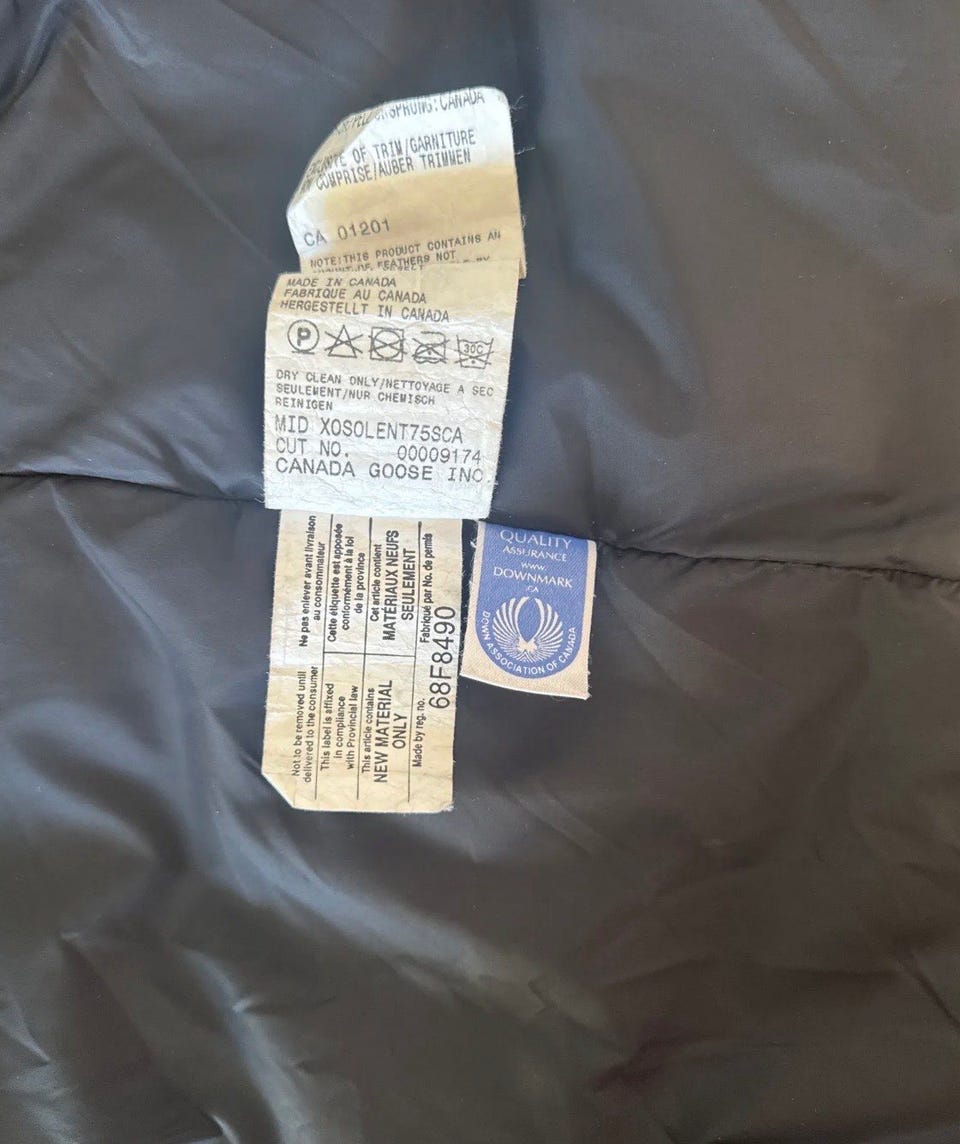 SPRUNG: CANADA
OF TRIM/GARNITURE
COMPRISE/AUBER TRIMMEN
CA 01201
NOTE:THIS PRODUCT CONTAINS AN
OF FEATHERS NOT
MADE IN CANADA
FABRIQUE AU CANADA
HERGESTELLT IN CANADA
P
30C
DRY CLEAN ONLY/NETTOYAGE A SEC
SEULEMENT/NUR CHEMISCH
REINIGEN
MID XOSOLENT75SCA
CUT NO. 00009174
CANADA GOOSE INC.
Not to be removed until
delivered to the consumer
Ne pas enlever avant livraison
au consommateur
This label is affixed
in compliance
with Provincial law
Cette étiquette est apposée
conformément à la loi
de la province
This article contains
NEW MATERIAL
ONLY
Cet article contient
MATÉRIAUX NEUFS
SEULEMENT
Made by reg. no.
Fabriqué par No. de permis
68F8490
QUALITY
ASSURANCE
www
DOWNMARK
.CA
DOWN ASSOCIATION OF CANADA